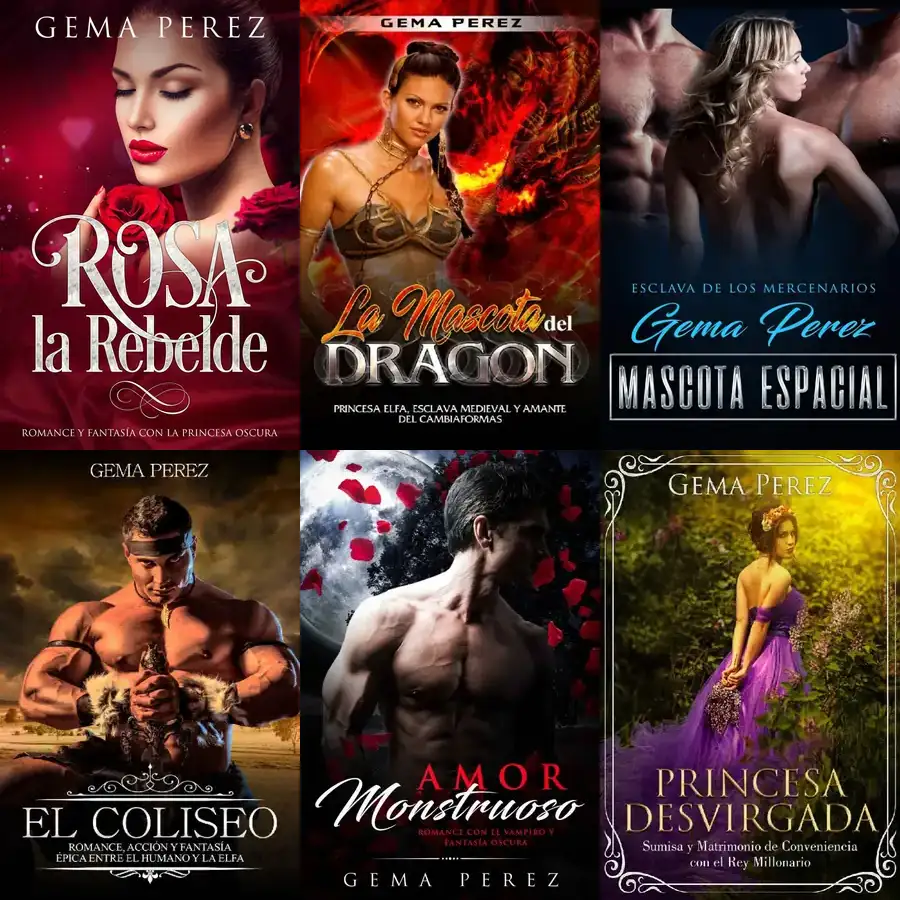 GEMA PEREZ
ROSA
la Rebelde
ROMANCE Y FANTASÍA CON LA PRINCESA OSCURA
GEMA PEREZ
La Mascota del
DRAGON
PRINCESA ELFA, ESCLAVA MEDIEVAL Y AMANTE
DEL CAMBIAFORMAS
ESCLAVA DE LOS MERCENARIOS
Gema Perez
MASCOTA ESPACIAL
GEMA PEREZ
EL COLISEO
ROMANCE, ACCIÓN Y FANTASÍA
ÉPICA ENTRE EL HUMANO Y LA ELFA
AMOR
Monstruoso
ROMANCE CON EL VAMPIRO Y
FANTASÍA OSCURA
GEMA PEREZ
GEMA PEREZ
PRINCESA
DESVIRGADA
Sumisa y Matrimonio de Conveniencia
con el Rey Millonario